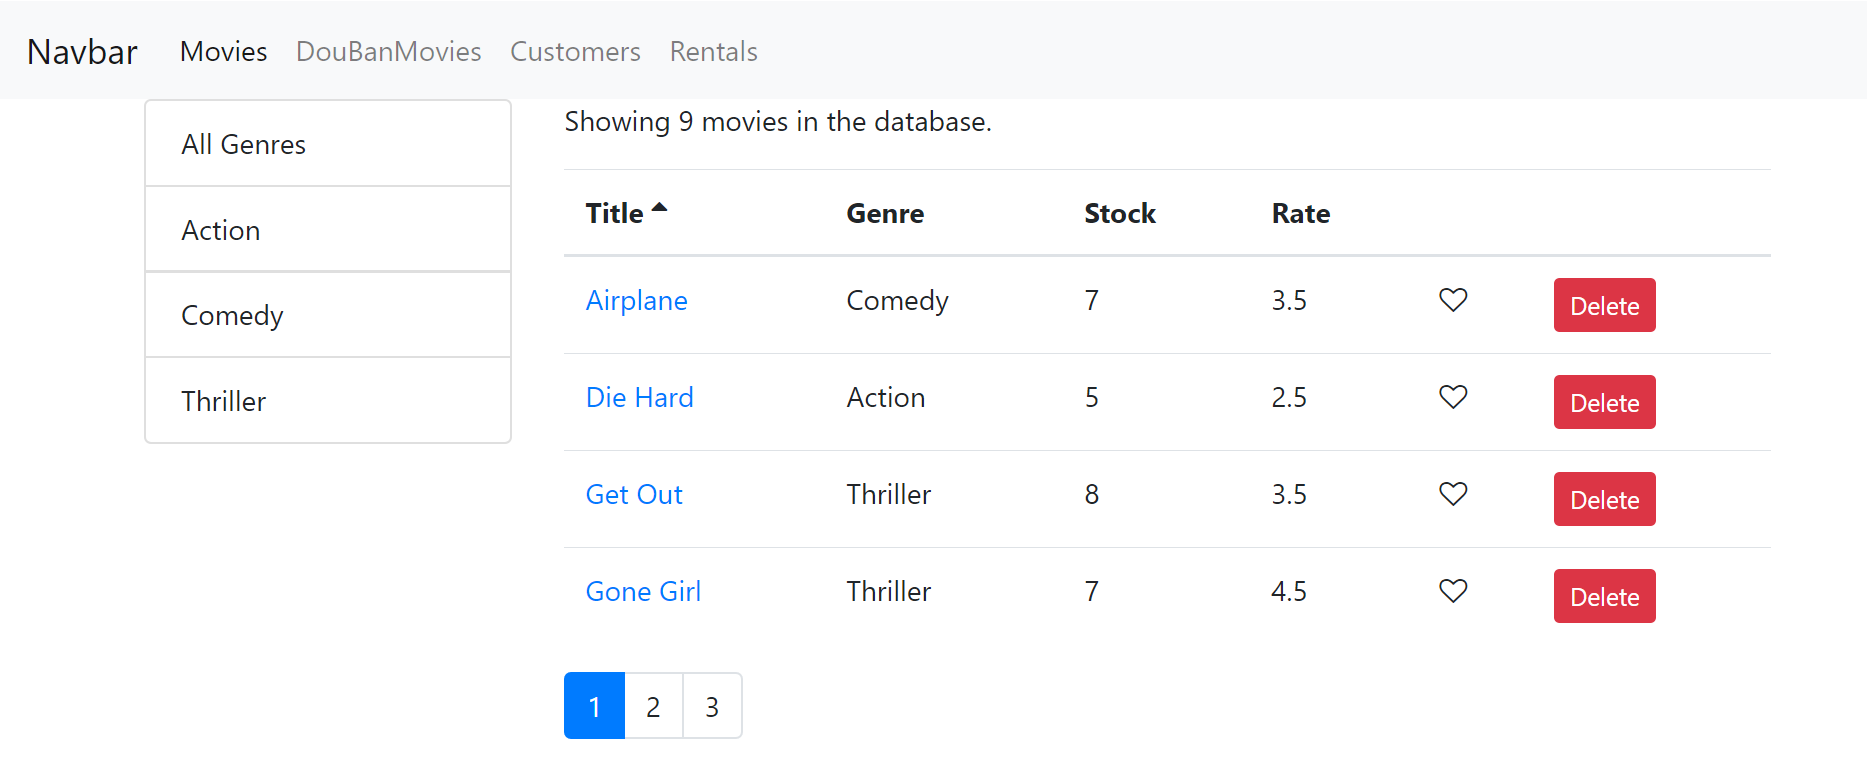 Navbar Movies DouBanMovies Customers Rentals
All Genres
Action
Comedy
Thriller
Showing 9 movies in the database.
Title Genre Stock Rate
Airplane Comedy 7 3.5 Delete
Die Hard Action 5 2.5 Delete
Get Out Thriller 8 3.5 Delete
Gone Girl Thriller 7 4.5 Delete
1 2 3